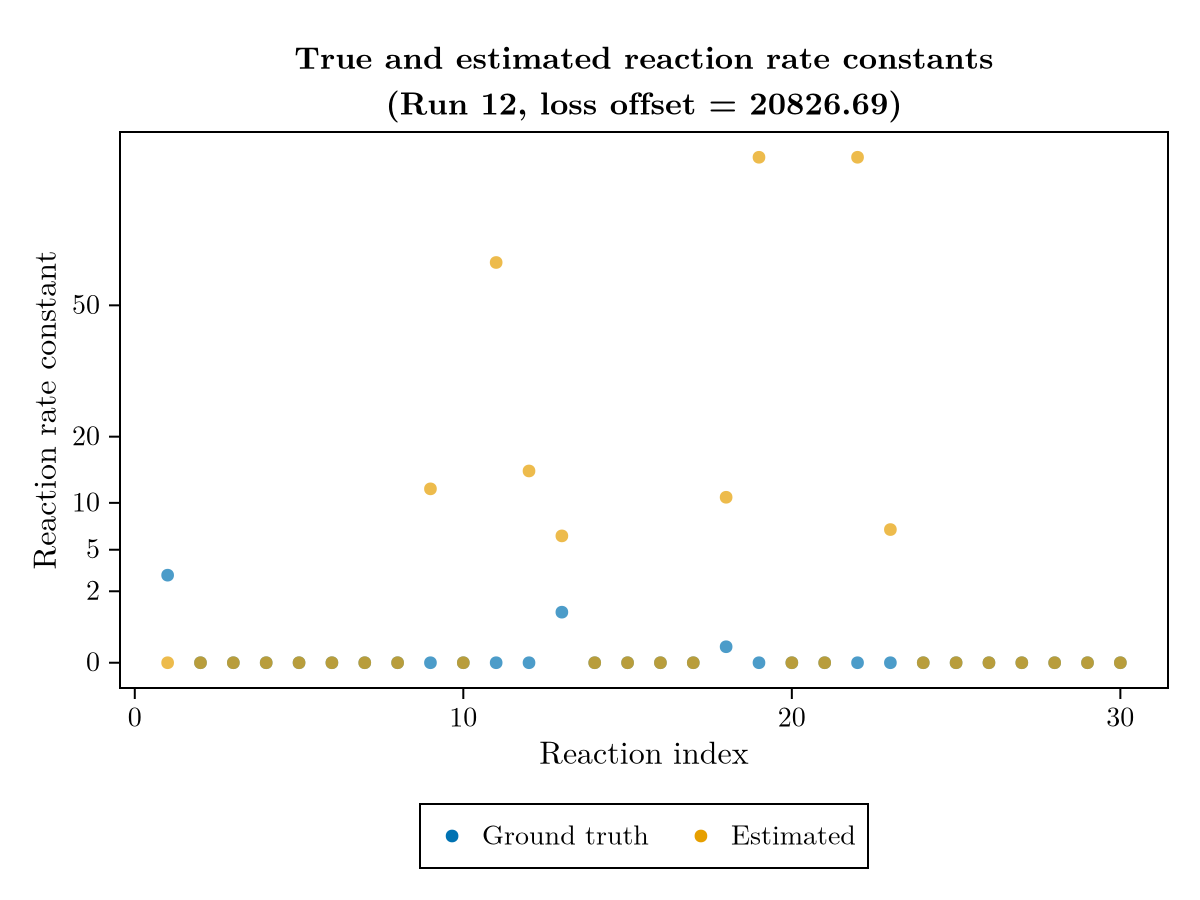 True and estimated reaction rate constants
(Run 12, loss offset = 20826.69)
Reaction rate constant
50
20
10
5
2
0
0 10 20 30
Reaction index
Ground truth Estimated